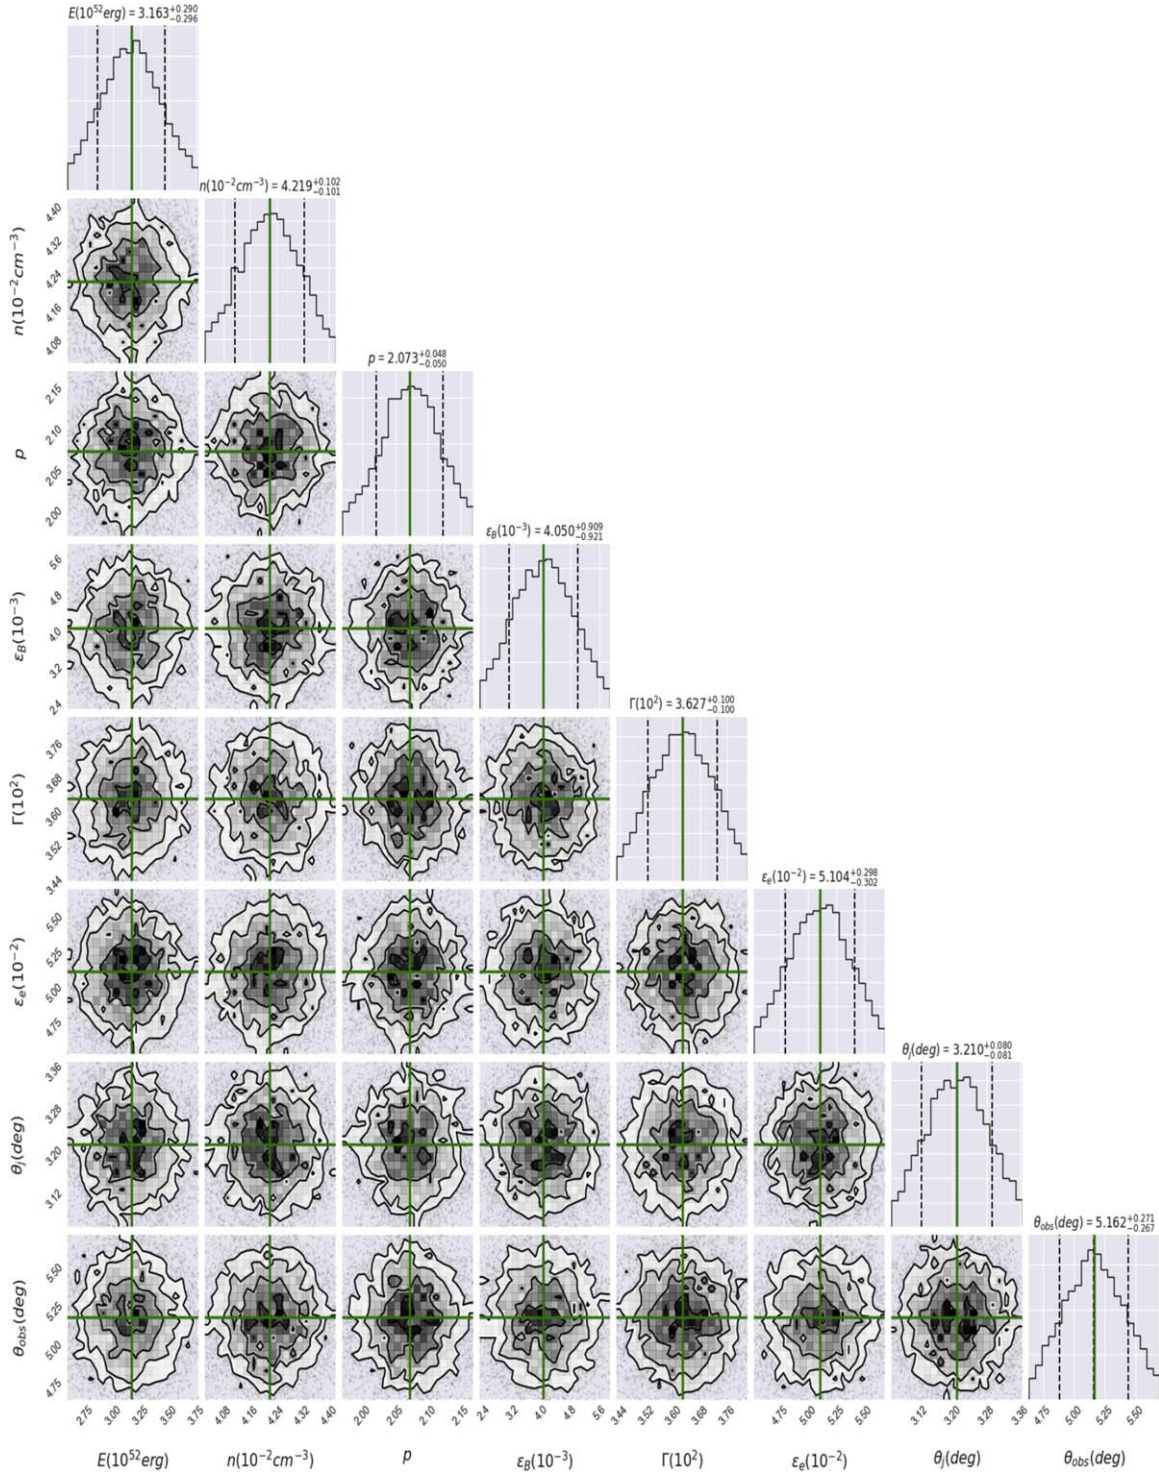 E(10⁵²erg) = 3.163+0.290−0.296
n(10⁻²cm⁻³) = 4.219+0.102−0.101
4.40
4.32
4.24
4.16
4.08
n(10⁻²cm⁻³)
p = 2.073+0.048−0.050
2.15
2.10
2.05
2.00
p
ε_B(10⁻³) = 4.050+0.909−0.921
5.6
4.8
4.0
3.2
2.4
ε_B(10⁻³)
Γ(10²) = 3.627+0.100−0.100
3.76
3.68
3.60
3.52
3.44
Γ(10²)
ε_e(10⁻²) = 5.104+0.298−0.302
5.50
5.25
5.00
4.75
ε_e(10⁻²)
θ_j(deg) = 3.210+0.080−0.081
3.36
3.28
3.20
3.12
θ_j(deg)
θ_obs(deg) = 5.162+0.271−0.267
5.50
5.25
5.00
4.75
θ_obs(deg)
2.75 3.00 3.25 3.50 3.75 4.08 4.16 4.24 4.32 4.40 2.00 2.05 2.10 2.15 2.4 3.2 4.0 4.8 5.6 3.44 3.52 3.60 3.68 3.76 4.75 5.00 5.25 5.50 3.12 3.20 3.28 3.36 4.75 5.00 5.25 5.50
E(10⁵²erg) n(10⁻²cm⁻³) p ε_B(10⁻³) Γ(10²) ε_e(10⁻²) θ_j(deg) θ_obs(deg)